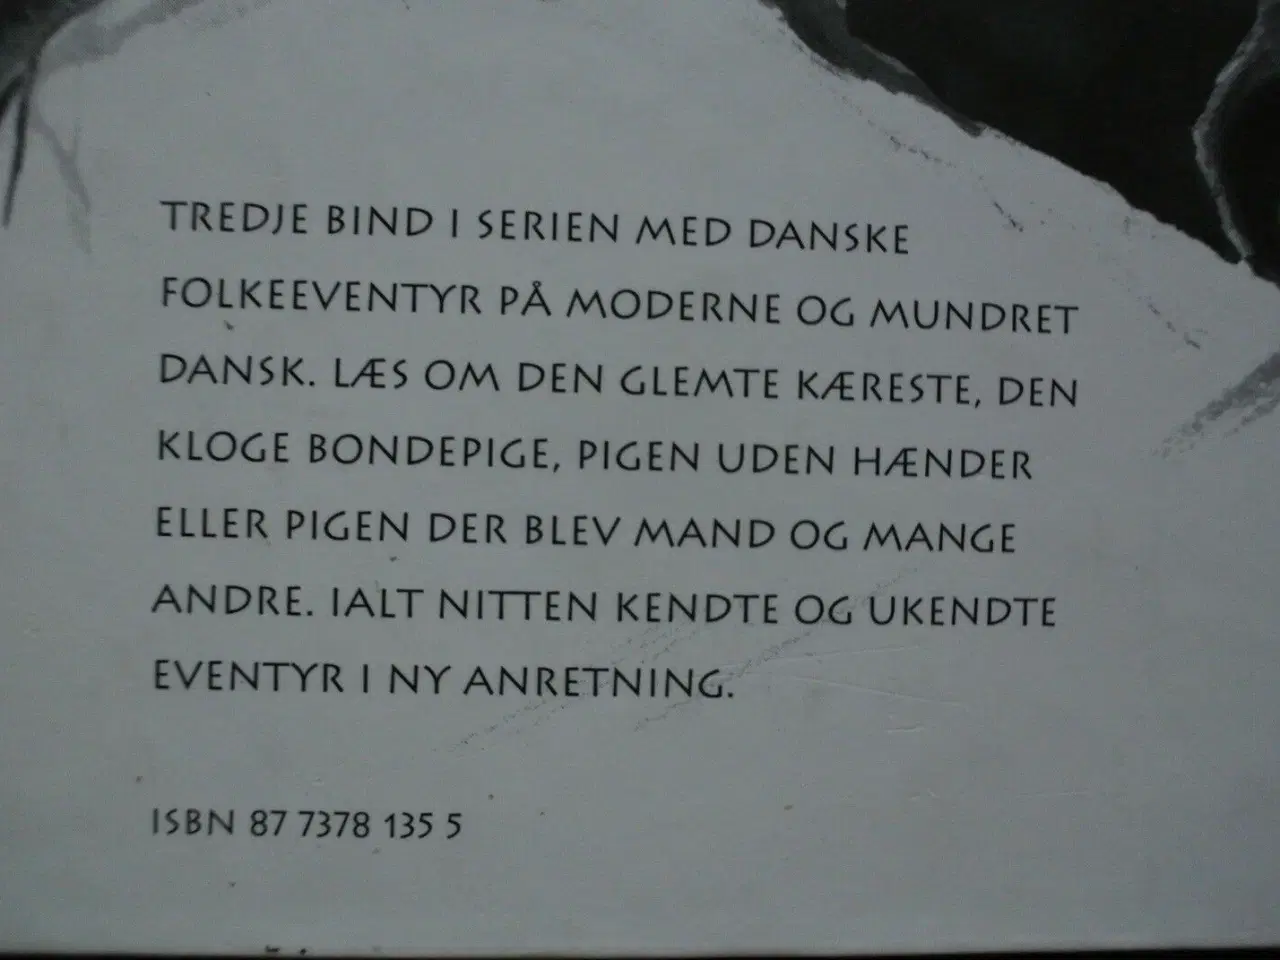 TREDJE BIND I SERIEN MED DANSKE
FOLKEEVENTYR PÅ MODERNE OG MUNDRET
DANSK. LÆS OM DEN GLEMTE KÆRESTE, DEN
KLOGE BONDEPIGE, PIGEN UDEN HÆNDER
ELLER PIGEN DER BLEV MAND OG MANGE
ANDRE. IALT NITTEN KENDTE OG UKENDTE
EVENTYR I NY ANRETNING.
ISBN 87 7378 135 5